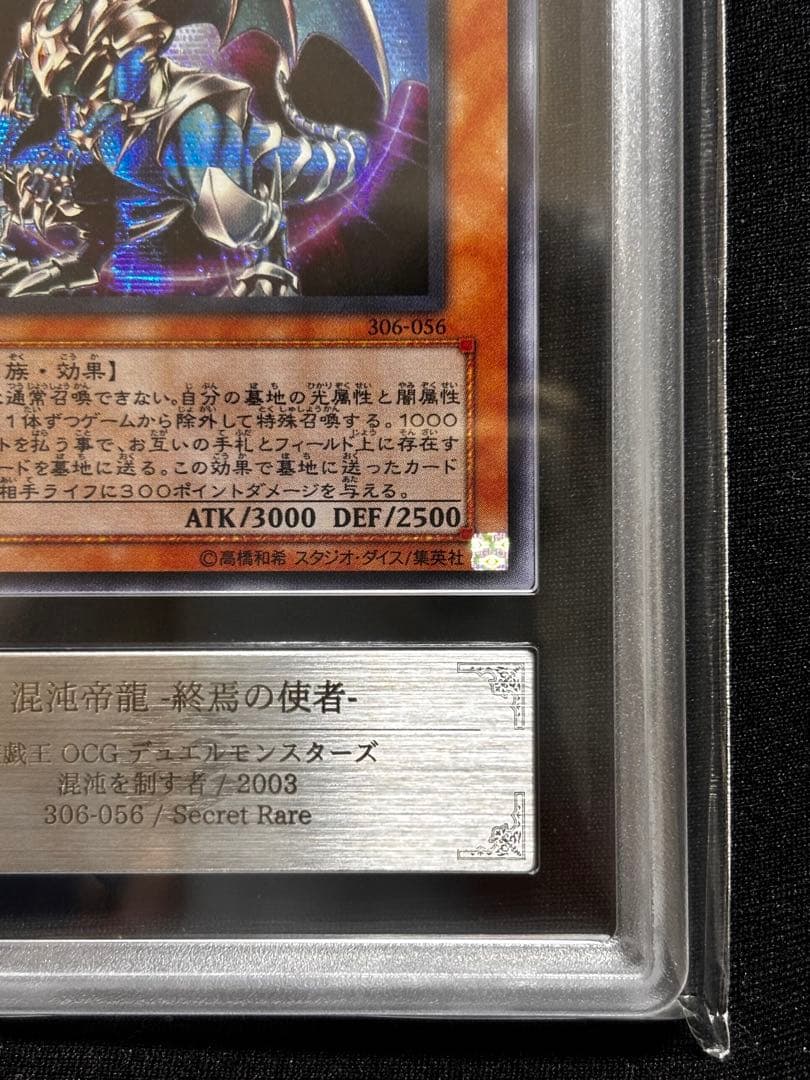 306-056
族・効果】
通常召喚できない。自分の墓地の光属性と闇属性
1体ずつゲームから除外して特殊召喚する。1000
トを払う事で、お互いの手札とフィールド上に存在す
ードを墓地に送る。この効果で墓地に送ったカード
相手ライフに300ポイントダメージを与える。
ATK/3000 DEF/2500
©高橋和希 スタジオ・ダイス/集英社
混沌帝龍 -終焉の使者-
戯王 OCG デュエルモンスターズ
混沌を制す者 / 2003
306-056 / Secret Rare